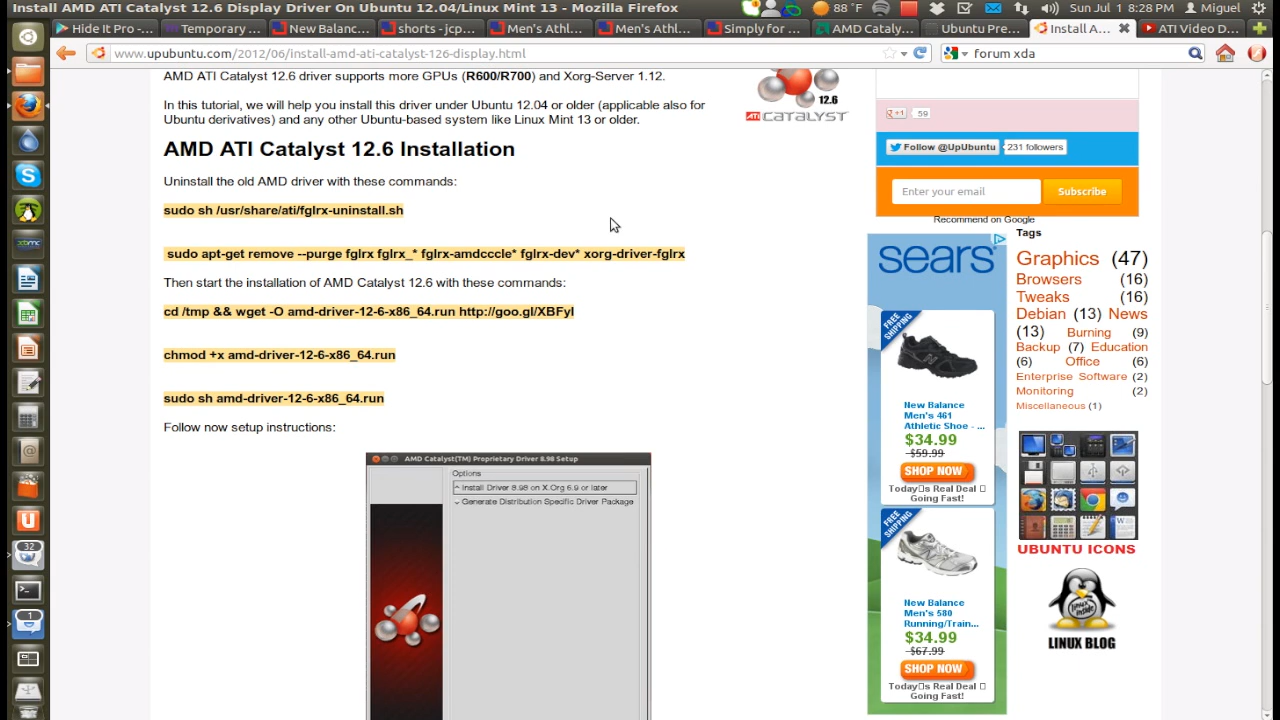 Install AMD ATI Catalyst 12.6 Display Driver On Ubuntu 12.04/Linux Mint 13 - Mozilla Firefox
88 °F
Sun Jul 1 8:28 PM
Miguel
Hide It Pro -...
Temporary ...
New Balanc...
shorts - jcp...
Men's Athl...
Men's Athl...
Simply for ...
AMD Cataly...
Ubuntu Pre...
Install A...
ATI Video D...
www.upubuntu.com/2012/06/install-amd-ati-catalyst-126-display.html
forum xda
AMD ATI Catalyst 12.6 driver supports more GPUs (R600/R700) and Xorg-Server 1.12.
In this tutorial, we will help you install this driver under Ubuntu 12.04 or older (applicable also for
Ubuntu derivatives) and any other Ubuntu-based system like Linux Mint 13 or older.
12.6
ATI CATALYST
AMD ATI Catalyst 12.6 Installation
Uninstall the old AMD driver with these commands:
sudo sh /usr/share/ati/fglrx-uninstall.sh
sudo apt-get remove --purge fglrx fglrx_* fglrx-amdcccle* fglrx-dev* xorg-driver-fglrx
Then start the installation of AMD Catalyst 12.6 with these commands:
cd /tmp && wget -O amd-driver-12-6-x86_64.run http://goo.gl/XBFyI
chmod +x amd-driver-12-6-x86_64.run
sudo sh amd-driver-12-6-x86_64.run
Follow now setup instructions:
AMD Catalyst(TM) Proprietary Driver 8.98 Setup
Options
Install Driver 8.98 on X.Org 6.9 or later
Generate Distribution Specific Driver Package
+1 59
Follow @UpUbuntu
231 followers
Enter your email
Subscribe
Recommend on Google
sears
FREE SHIPPING
New Balance
Men's 461
Athletic Shoe - ...
$34.99
$59.99
SHOP NOW
Today□s Real Deal □
Going Fast!
FREE SHIPPING
New Balance
Men's 580
Running/Train...
$34.99
$67.99
SHOP NOW
Today□s Real Deal □
Going Fast!
Tags
Graphics (47)
Browsers (16)
Tweaks (16)
Debian (13) News
(13) Burning (9)
Backup (7) Education
(6) Office (6)
Enterprise Software (2)
Monitoring (2)
Miscellaneous (1)
UBUNTU ICONS
Linux inside
LINUX BLOG
xbmc
32
1